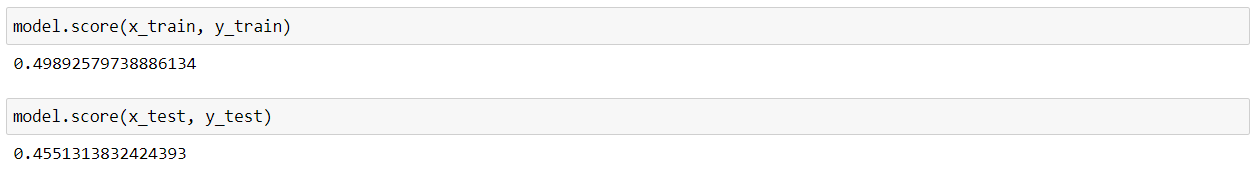 model.score(x_train, y_train)
0.49892579738886134
model.score(x_test, y_test)
0.4551313832424393